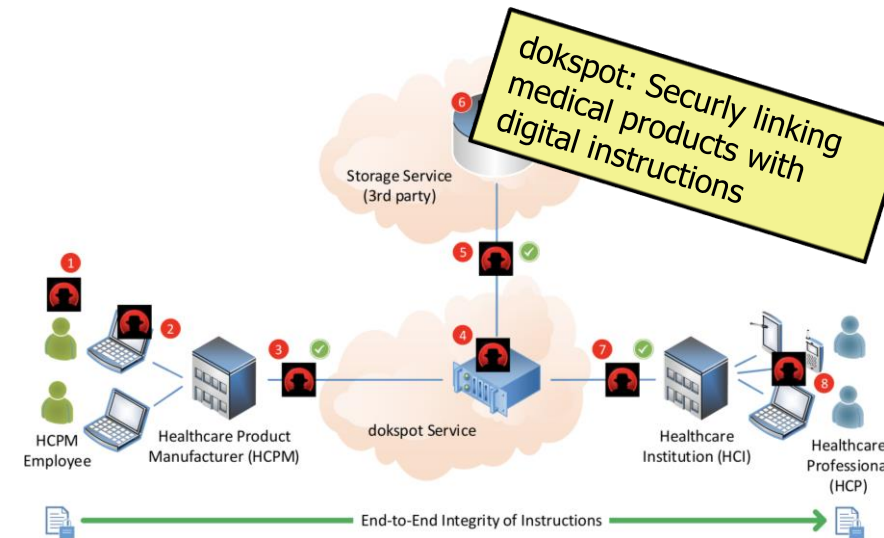 dokspot: Securly linking
medical products with
digital instructions
6
Storage Service
(3rd party)
5
1
2
3
4
7
8
HCPM
Employee
Healthcare Product
Manufacturer (HCPM)
dokspot Service
Healthcare
Institution (HCI)
Healthcare
Professional
(HCP)
End-to-End Integrity of Instructions